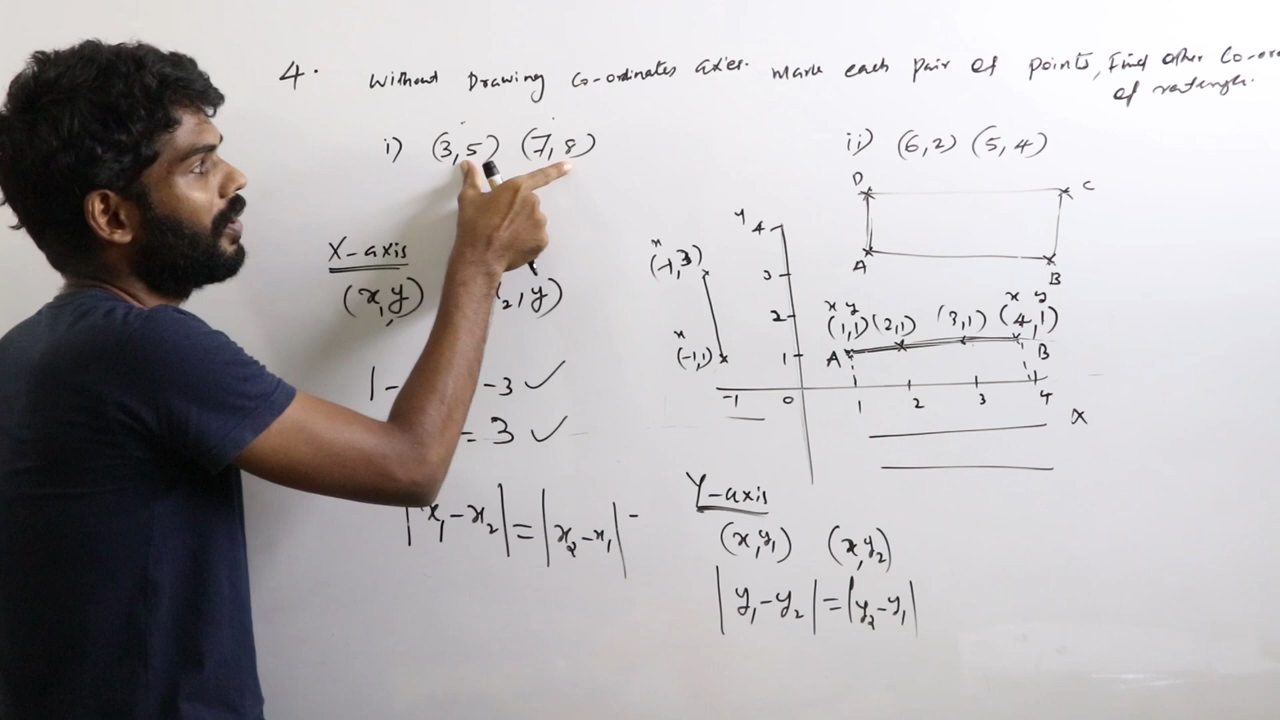 4. Without Drawing Co-ordinates axes. Mark each pair of points, Find other Co-or
of rectangle.
i) (3,5) (7,8)
ii) (6,2) (5,4)
D C
A B
X-axis
(x,y) ₂,y)
1- -3 ✓
= 3 ✓
|x₁-x₂| = |x₂-x₁| -
Y
4
3
2
1
x
(-1,3)
x
(-1,1)
x y x y
(1,1) (2,1) (3,1) (4,1)
A B
-1 0 1 2 3 4
X
Y-axis
(x,y₁) (x,y₂)
|y₁-y₂| = |y₂-y₁|